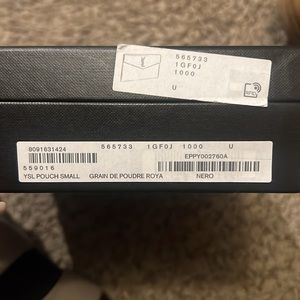 565733
1GF0J
1000
U
8091631424 565733 1GF0J 1000 U
EPPY002760A
559016
YSL POUCH SMALL GRAIN DE POUDRE ROYA NERO